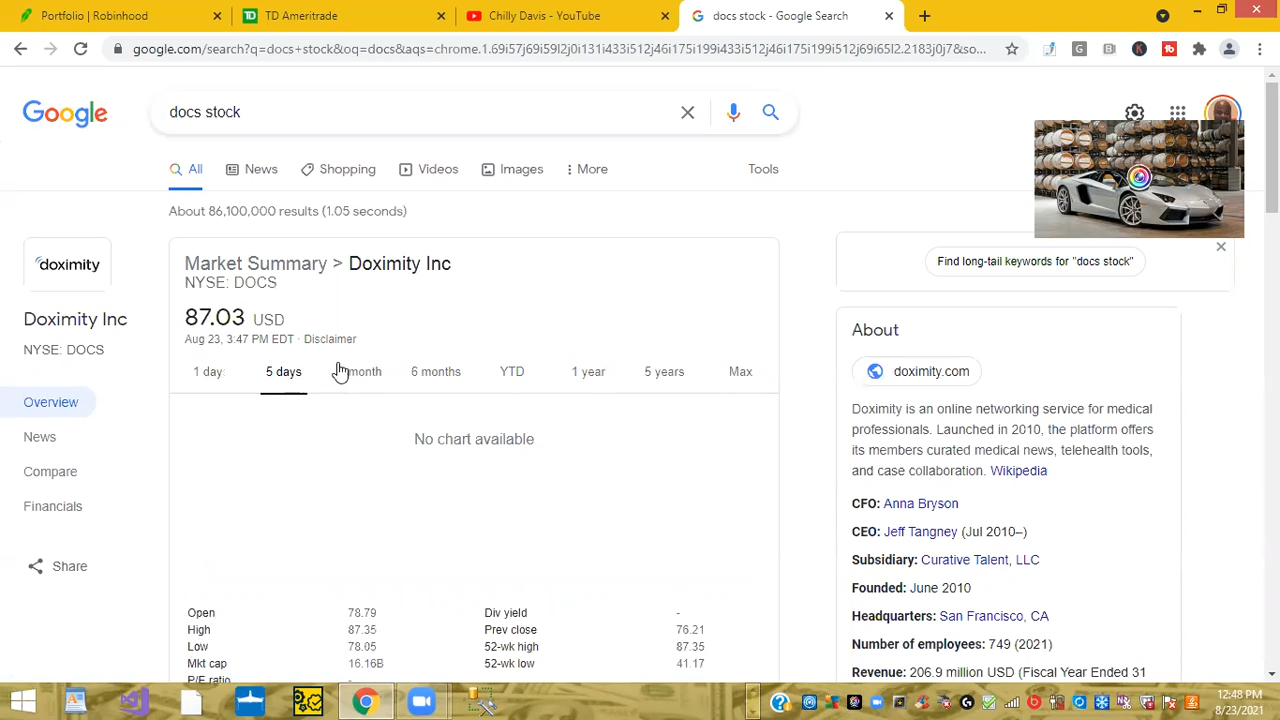 Portfolio | Robinhood
TD Ameritrade
Chilly Davis - YouTube
docs stock - Google Search
google.com/search?q=docs+stock&oq=docs&aqs=chrome.1.69i57j69i59l2j0i131i433i512j46i175i199i433i512j46i175i199i512j69i65l2.2183j0j7&so...
Google
docs stock
All
News
Shopping
Videos
Images
More
Tools
About 86,100,000 results (1.05 seconds)
doximity
Doximity Inc
NYSE: DOCS
Overview
News
Compare
Financials
Share
Market Summary > Doximity Inc
NYSE: DOCS
87.03 USD
Aug 23, 3:47 PM EDT · Disclaimer
1 day
5 days
month
6 months
YTD
1 year
5 years
Max
No chart available
Open 78.79 Div yield -
High 87.35 Prev close 76.21
Low 78.05 52-wk high 87.35
Mkt cap 16.16B 52-wk low 41.17
P/E ratio
Find long-tail keywords for "docs stock"
About
doximity.com
Doximity is an online networking service for medical
professionals. Launched in 2010, the platform offers
its members curated medical news, telehealth tools,
and case collaboration. Wikipedia
CFO: Anna Bryson
CEO: Jeff Tangney (Jul 2010–)
Subsidiary: Curative Talent, LLC
Founded: June 2010
Headquarters: San Francisco, CA
Number of employees: 749 (2021)
Revenue: 206.9 million USD (Fiscal Year Ended 31
12:48 PM
8/23/2021